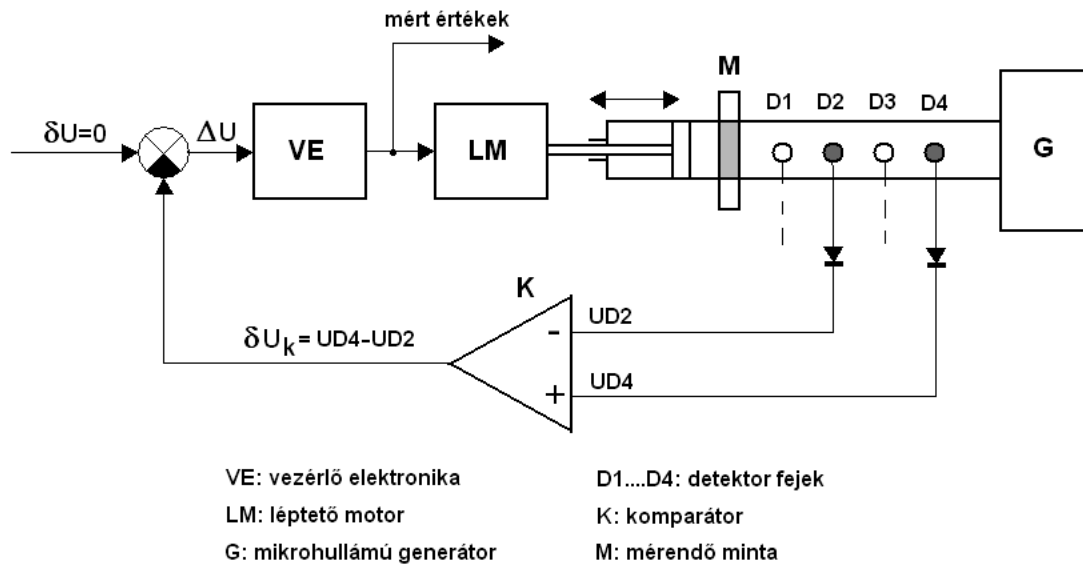 mért értékek
M
D1 D2 D3 D4
δU=0
ΔU
VE
LM
G
K
UD2
-
δUk = UD4-UD2
UD4
+
VE: vezérlő elektronika
D1....D4: detektor fejek
LM: léptető motor
K: komparátor
G: mikrohullámú generátor
M: mérendő minta